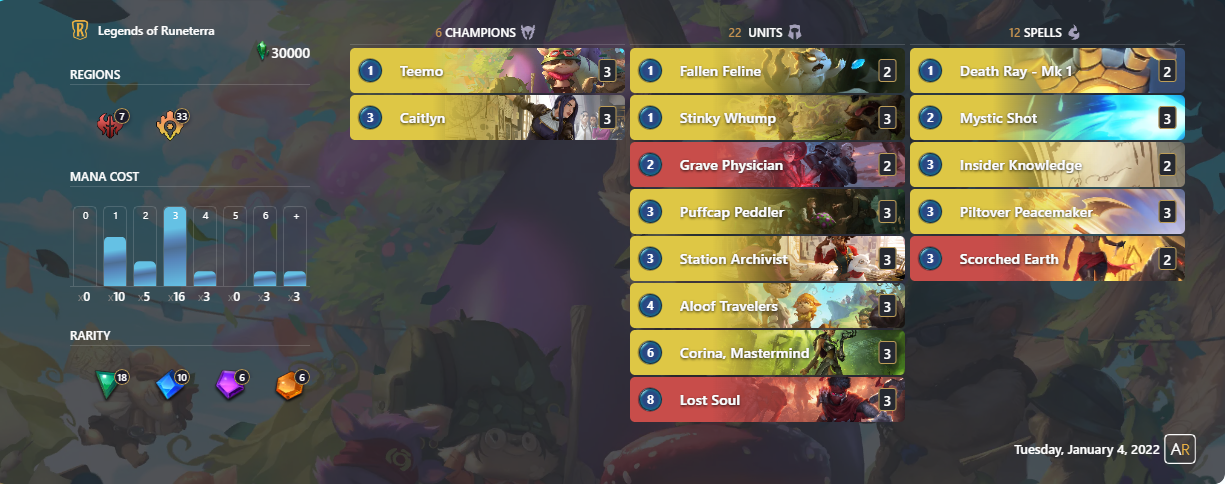 R Legends of Runeterra
30000
REGIONS
7 33
MANA COST
0 1 2 3 4 5 6 +
x0 x10 x5 x16 x3 x0 x3 x3
RARITY
18 10 6 6
6 CHAMPIONS
1 Teemo 3
3 Caitlyn 3
22 UNITS
1 Fallen Feline 2
1 Stinky Whump 3
2 Grave Physician 2
3 Puffcap Peddler 3
3 Station Archivist 3
4 Aloof Travelers 3
6 Corina, Mastermind 3
8 Lost Soul 3
12 SPELLS
1 Death Ray - Mk 1 2
2 Mystic Shot 3
3 Insider Knowledge 2
3 Piltover Peacemaker 3
3 Scorched Earth 2
Tuesday, January 4, 2022 AR